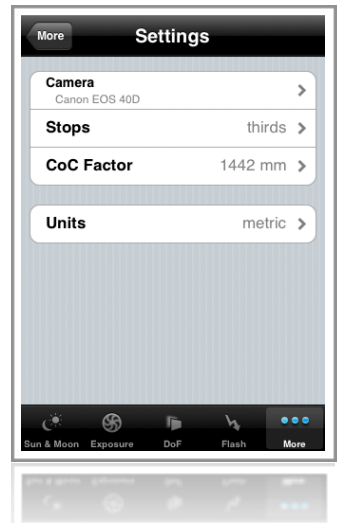 More Settings
Camera
Canon EOS 40D
Stops thirds
CoC Factor 1442 mm
Units metric
Sun & Moon Exposure DoF Flash More